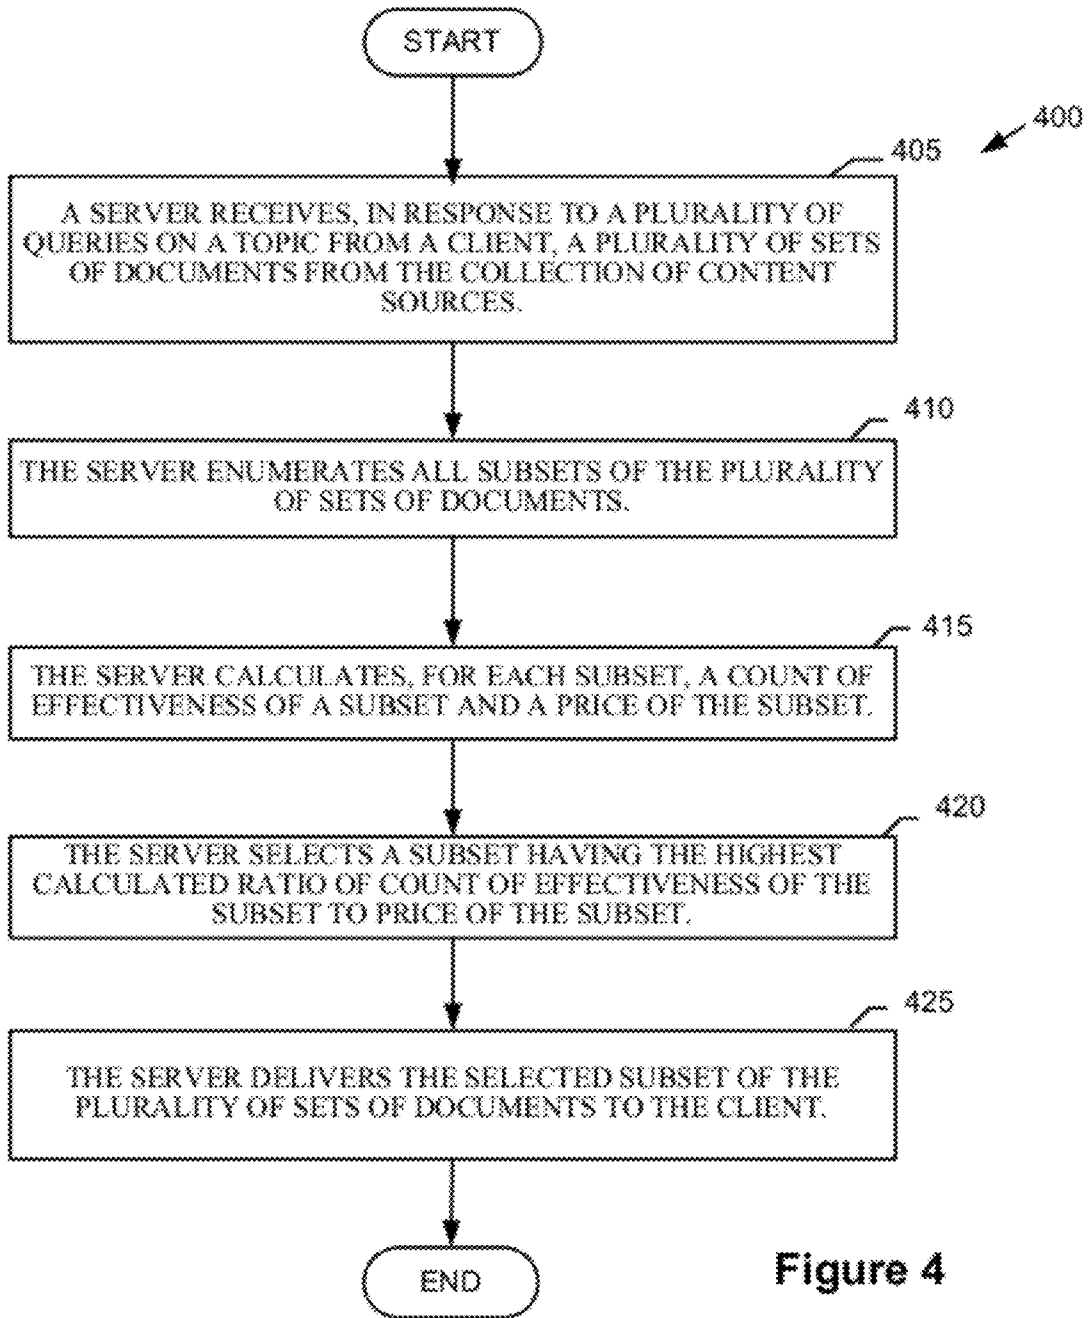 START
400
405
A SERVER RECEIVES, IN RESPONSE TO A PLURALITY OF
QUERIES ON A TOPIC FROM A CLIENT, A PLURALITY OF SETS
OF DOCUMENTS FROM THE COLLECTION OF CONTENT
SOURCES.
410
THE SERVER ENUMERATES ALL SUBSETS OF THE PLURALITY
OF SETS OF DOCUMENTS.
415
THE SERVER CALCULATES, FOR EACH SUBSET, A COUNT OF
EFFECTIVENESS OF A SUBSET AND A PRICE OF THE SUBSET.
420
THE SERVER SELECTS A SUBSET HAVING THE HIGHEST
CALCULATED RATIO OF COUNT OF EFFECTIVENESS OF THE
SUBSET TO PRICE OF THE SUBSET.
425
THE SERVER DELIVERS THE SELECTED SUBSET OF THE
PLURALITY OF SETS OF DOCUMENTS TO THE CLIENT.
END
Figure 4